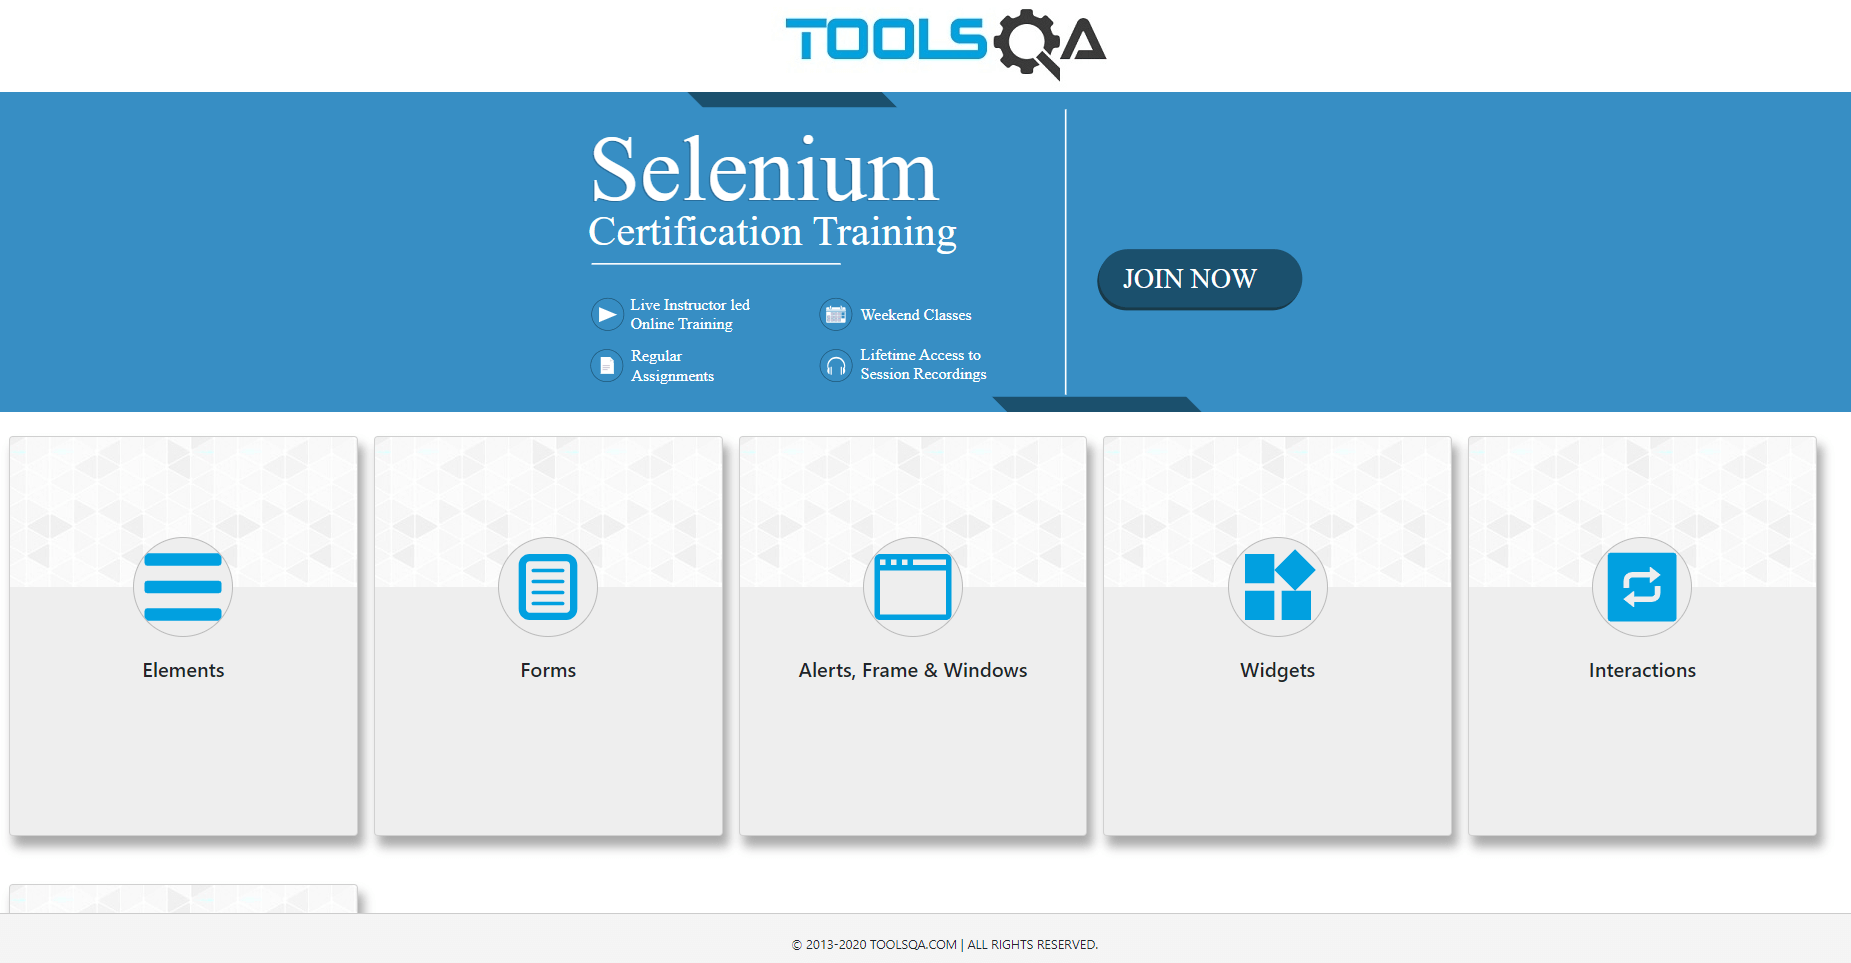 TOOLSQA
Selenium
Certification Training
JOIN NOW
Live Instructor led
Online Training
Weekend Classes
Regular
Assignments
Lifetime Access to
Session Recordings
Elements
Forms
Alerts, Frame & Windows
Widgets
Interactions
© 2013-2020 TOOLSQA.COM | ALL RIGHTS RESERVED.